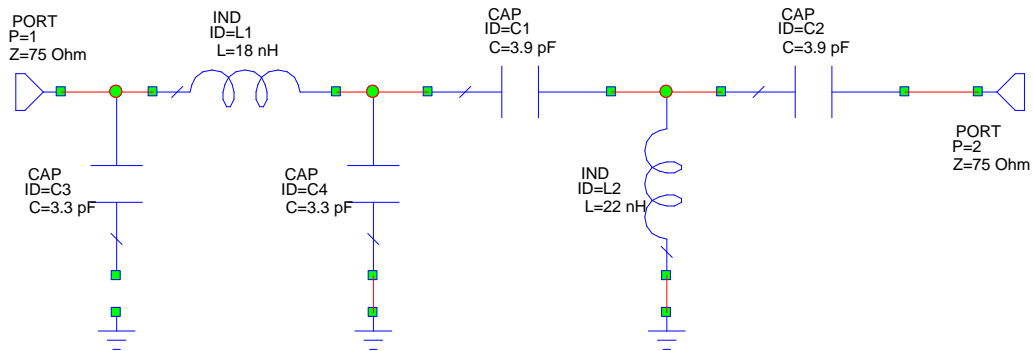 PORT
P=1
Z=75 Ohm
IND
ID=L1
L=18 nH
CAP
ID=C1
C=3.9 pF
CAP
ID=C2
C=3.9 pF
PORT
P=2
Z=75 Ohm
CAP
ID=C3
C=3.3 pF
CAP
ID=C4
C=3.3 pF
IND
ID=L2
L=22 nH